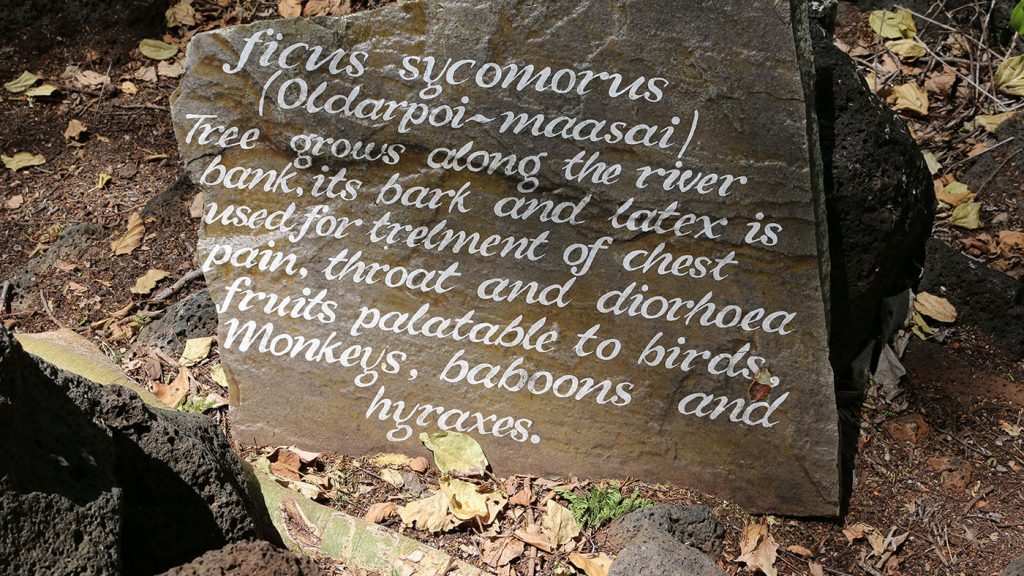 ficus sycomorus
(Oldarpoi~maasai)
Tree grows along the river
bank, its bark and latex is
used for trelment of chest
pain, throat and diorhoea
fruits palatable to birds,
Monkeys, baboons and
hyraxes.